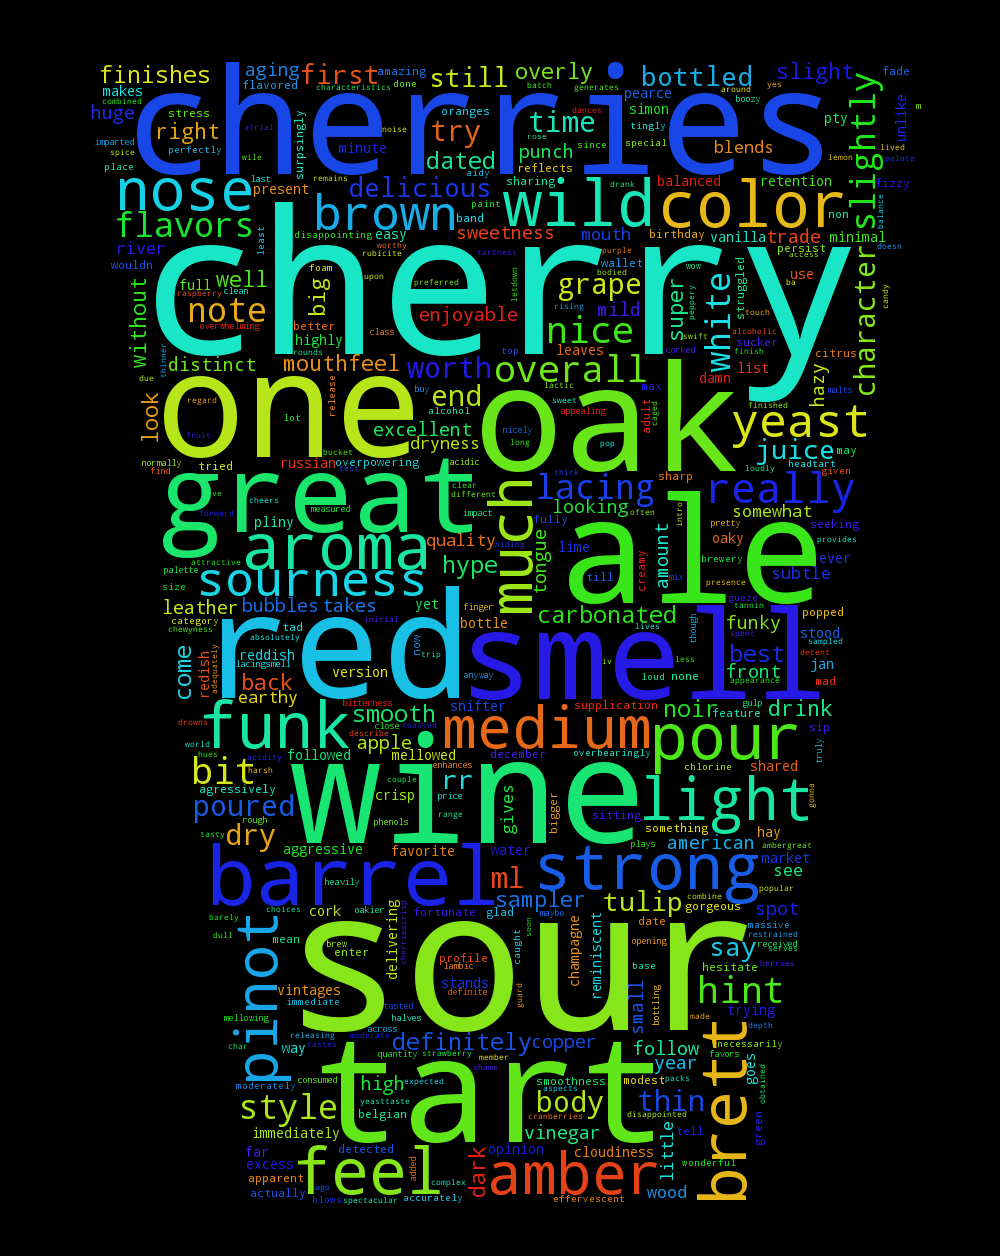 finishes aging first amazing still overly bottled slight fade
makes combined flavored characteristics done batch generates around yes
cherries
huge stress oranges pearce boozy m
imparted right atrial noise try time simon tingly pty unlike
spice perfectly surpsingly minute dated punch rose since special blends lemon lived
place wile reflects dances slightly palate
nose last present remains delicious aidy sharing drank wild balanced color retention fizzy
flavors brown band paint sweetness mouth birthday vanilla trade non minimal balance
river least disappointing easy worthy rubicite tartness purple persist doesn
wouldn cherry access
without full well big foam upon preferred letdown bodied wallet wow struggled use ba character candy
raspberry clean grape rising super peppery touch
note overwhelming better highly class enjoyable nice mild swift white alcoholic sucker citrus
thinner distinct rounds mouthfeel leaves corked finish
due worth top overall damn list hazy malts
look regard one release buy end lactic sweet max adult caged finished
fruit lot alcohol appealing yeast
excellent dryness nicely pop oak
normally find tried bucket russian overpowering long juice loudly headtart may given
great test acidic clear different much lacing thick sharp really
ve cheers measured looking often intro pretty somewhat seeking
forward pliny impact fully oaky provides
attractive aroma quality hiding tongue lime creamy amount ale brewery ever
palette sourness hype till mix presence subtle
size leather bubbles takes yet finger carbonated gueze tannin popped
category chewyness tad absolutely initial bottle lives though spent funky stood sampled
come redish reddish lacingsmell adequately red now trip anyway smell iv less none best decent
back version loud front appearance jan mad
earthy bitterness snifter supplication noir feature gulp drink
drowns funk smooth describe close toasted medium pour sip
world hues acidity followed apple mellowed december overbearingly truly
bit harsh enhances rr chlorine shared
agressively couple crisp price wine sitting light gonna
poured rough phenols range gives bigger something hay
tasty dry aggressive favorite water plays american see ambergreat
barrel heavily ml strong market popular
sampler combine
choices cork oakier fortunate glad maybe tulip gorgeous spot
barely delivering cherriescrisp soon date massive
dull mean brew enter caught champagne reminiscent opening say restrained received serves
pinot profile lambic sour base hesitate berries
vintages stands definite guard small bottling hint
mellowing immediate tasted halves made trying
releasing across moderate depth
char way tastes definitely copper follow brett necessarily
quantity strawberry member year favors goes
moderately high expected shame smoothness modest packs obtained
consumed yeasttaste tart aspects
style belgian body cranberries thin disappointed
immediately vinegar little tell green
far detected opinion cloudiness wonderful
excess feel added dark
apparent complex amber
actually ago blows spectacular accurately effervescent wood